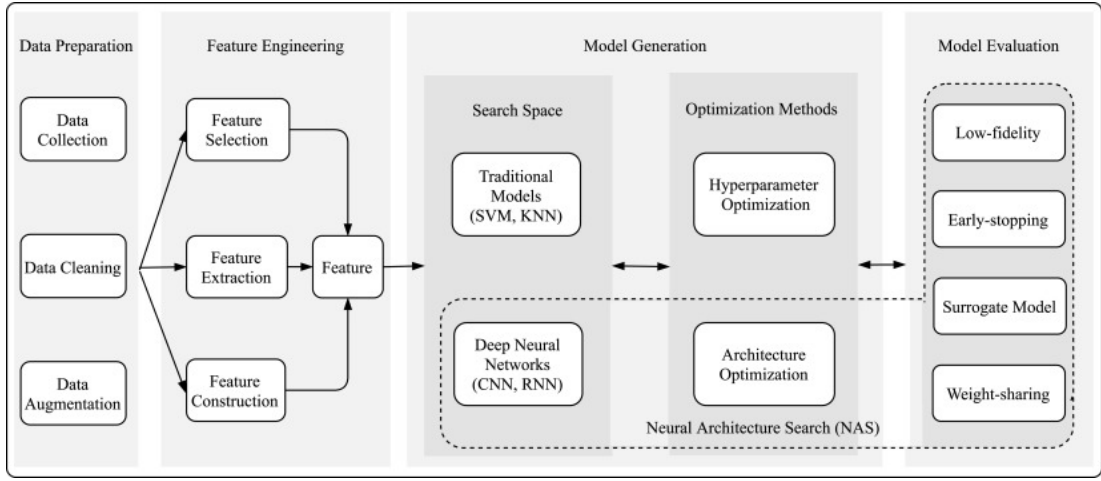 Data Preparation
Data
Collection
Data Cleaning
Data
Augmentation
Feature Engineering
Feature
Selection
Feature
Extraction
Feature
Construction
Feature
Model Generation
Search Space
Traditional
Models
(SVM, KNN)
Deep Neural
Networks
(CNN, RNN)
Optimization Methods
Hyperparameter
Optimization
Architecture
Optimization
Neural Architecture Search (NAS)
Model Evaluation
Low-fidelity
Early-stopping
Surrogate Model
Weight-sharing